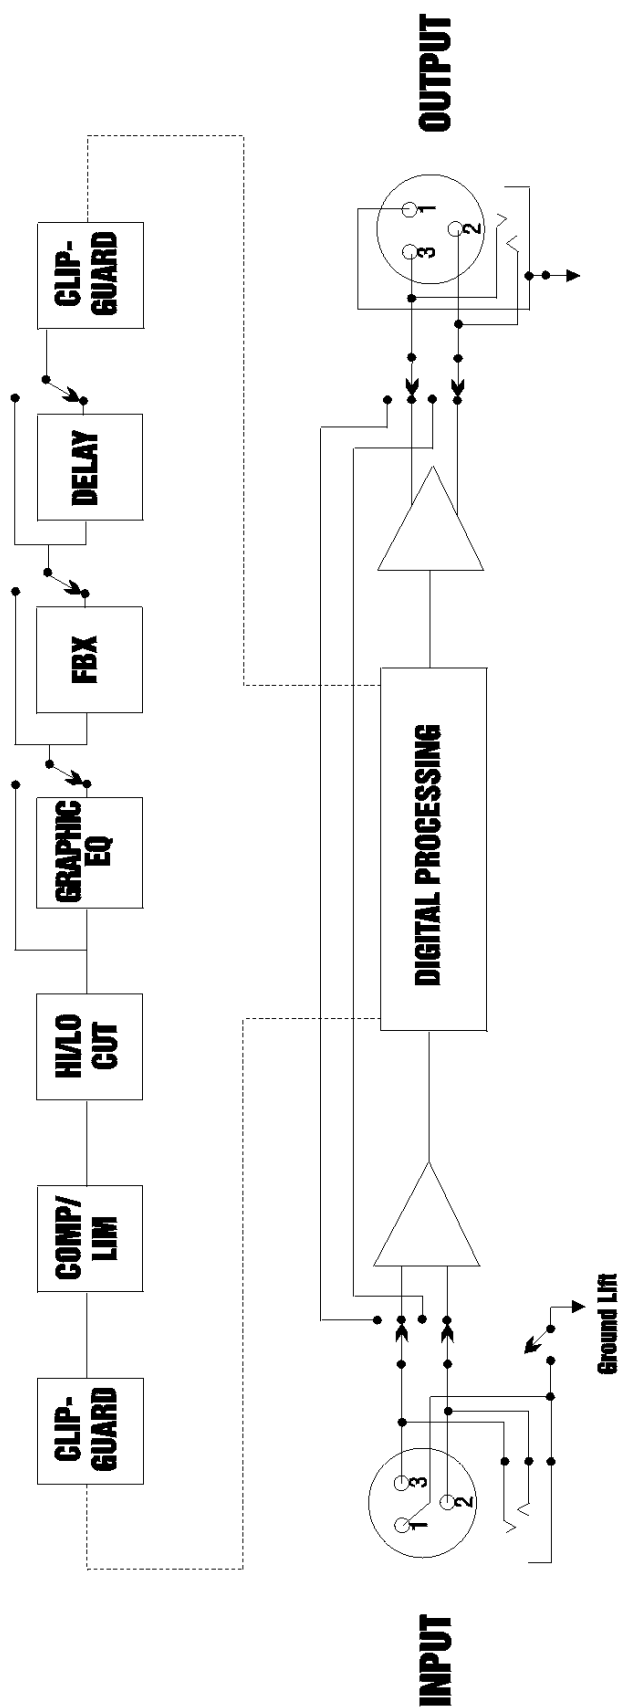 CLIP-
GUARD
COMP/
LIM
HI/LO
CUT
GRAPHIC
EQ
FBX
DELAY
CLIP-
GUARD
INPUT
1
3
2
Ground Lift
DIGITAL PROCESSING
3
1
2
OUTPUT